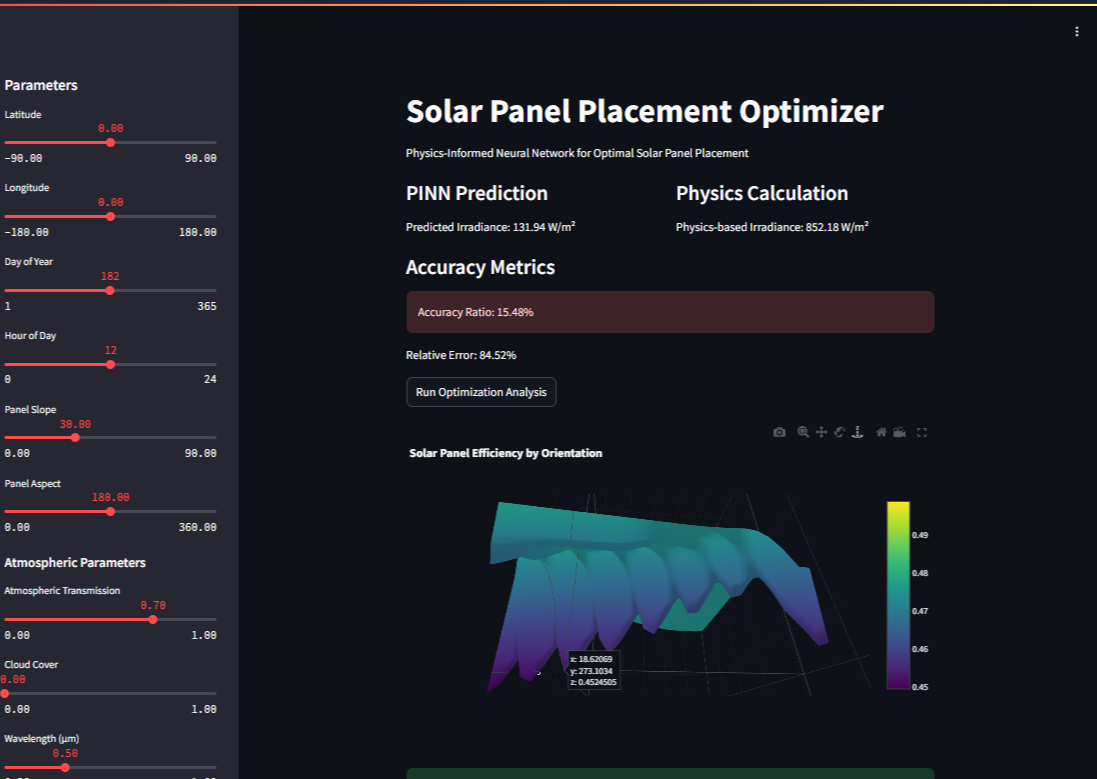 Parameters
Latitude
0.00
-90.00 90.00
Longitude
0.00
-180.00 180.00
Day of Year
182
1 365
Hour of Day
12
0 24
Panel Slope
30.00
0.00 90.00
Panel Aspect
180.00
0.00 360.00
Atmospheric Parameters
Atmospheric Transmission
0.70
0.00 1.00
Cloud Cover
0.00
0.00 1.00
Wavelength (μm)
0.50
Solar Panel Placement Optimizer
Physics-Informed Neural Network for Optimal Solar Panel Placement
PINN Prediction
Predicted Irradiance: 131.94 W/m²
Physics Calculation
Physics-based Irradiance: 852.18 W/m²
Accuracy Metrics
Accuracy Ratio: 15.48%
Relative Error: 84.52%
Run Optimization Analysis
Solar Panel Efficiency by Orientation
x: 18.62069
y: 273.1034
z: 0.4524505
0.49
0.48
0.47
0.46
0.45